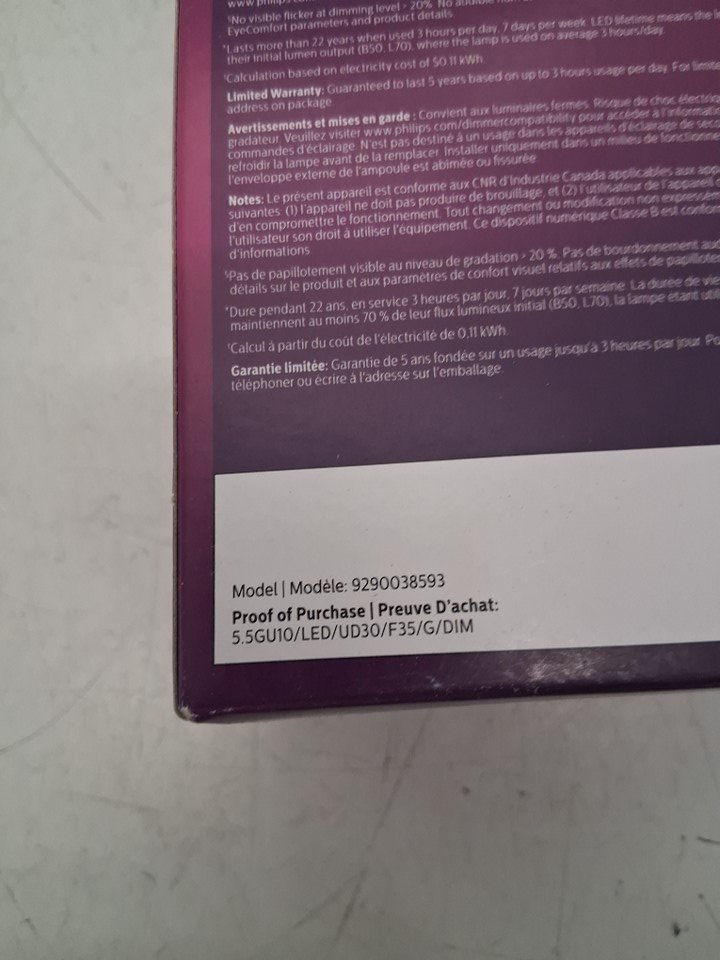 www.philips.com/dimmer
§No visible flicker at dimming level > 20%. No audible hum
EyeComfort parameters and product details
*Lasts more than 22 years when used 3 hours per day, 7 days per week. LED lifetime means the
their initial lumen output (B50, L70), where the lamp is used on average 3 hours/day.
†Calculation based on electricity cost of $0.11 kWh
Limited Warranty: Guaranteed to last 5 years based on up to 3 hours usage per day. For
address on package
Avertissements et mises en garde : Convient aux luminaires fermés. Risque de choc
gradateur. Veuillez visiter www.philips.com/dimmercompatibility pour accéder à
commandes d'éclairage. N'est pas destiné à un usage dans les appareils d'éclairage de
refroidir la lampe avant de la remplacer. Installer uniquement dans un milieu de
l'enveloppe externe de l'ampoule est abîmée ou fissurée
Notes: Le présent appareil est conforme aux CNR d'Industrie Canada applicables aux
suivantes: (1) l'appareil ne doit pas produire de brouillage, et (2) l'utilisateur de l'appareil
d'en compromettre le fonctionnement. Tout changement ou modification non
l'utilisateur son droit à utiliser l'équipement. Ce dispositif numérique Classe B est
d'informations
§Pas de papillotement visible au niveau de gradation > 20 %. Pas de bourdonnement
détails sur le produit et aux paramètres de confort visuel relatifs aux effets de
*Dure pendant 22 ans, en service 3 heures par jour, 7 jours par semaine. La durée de vie
maintiennent au moins 70 % de leur flux lumineux initial (B50, L70), la lampe étant
†Calcul à partir du coût de l'électricité de 0,11 kWh.
Garantie limitée: Garantie de 5 ans fondée sur un usage jusqu'à 3 heures par jour.
téléphoner ou écrire à l'adresse sur l'emballage
Model | Modèle: 9290038593
Proof of Purchase | Preuve D'achat:
5.5GU10/LED/UD30/F35/G/DIM